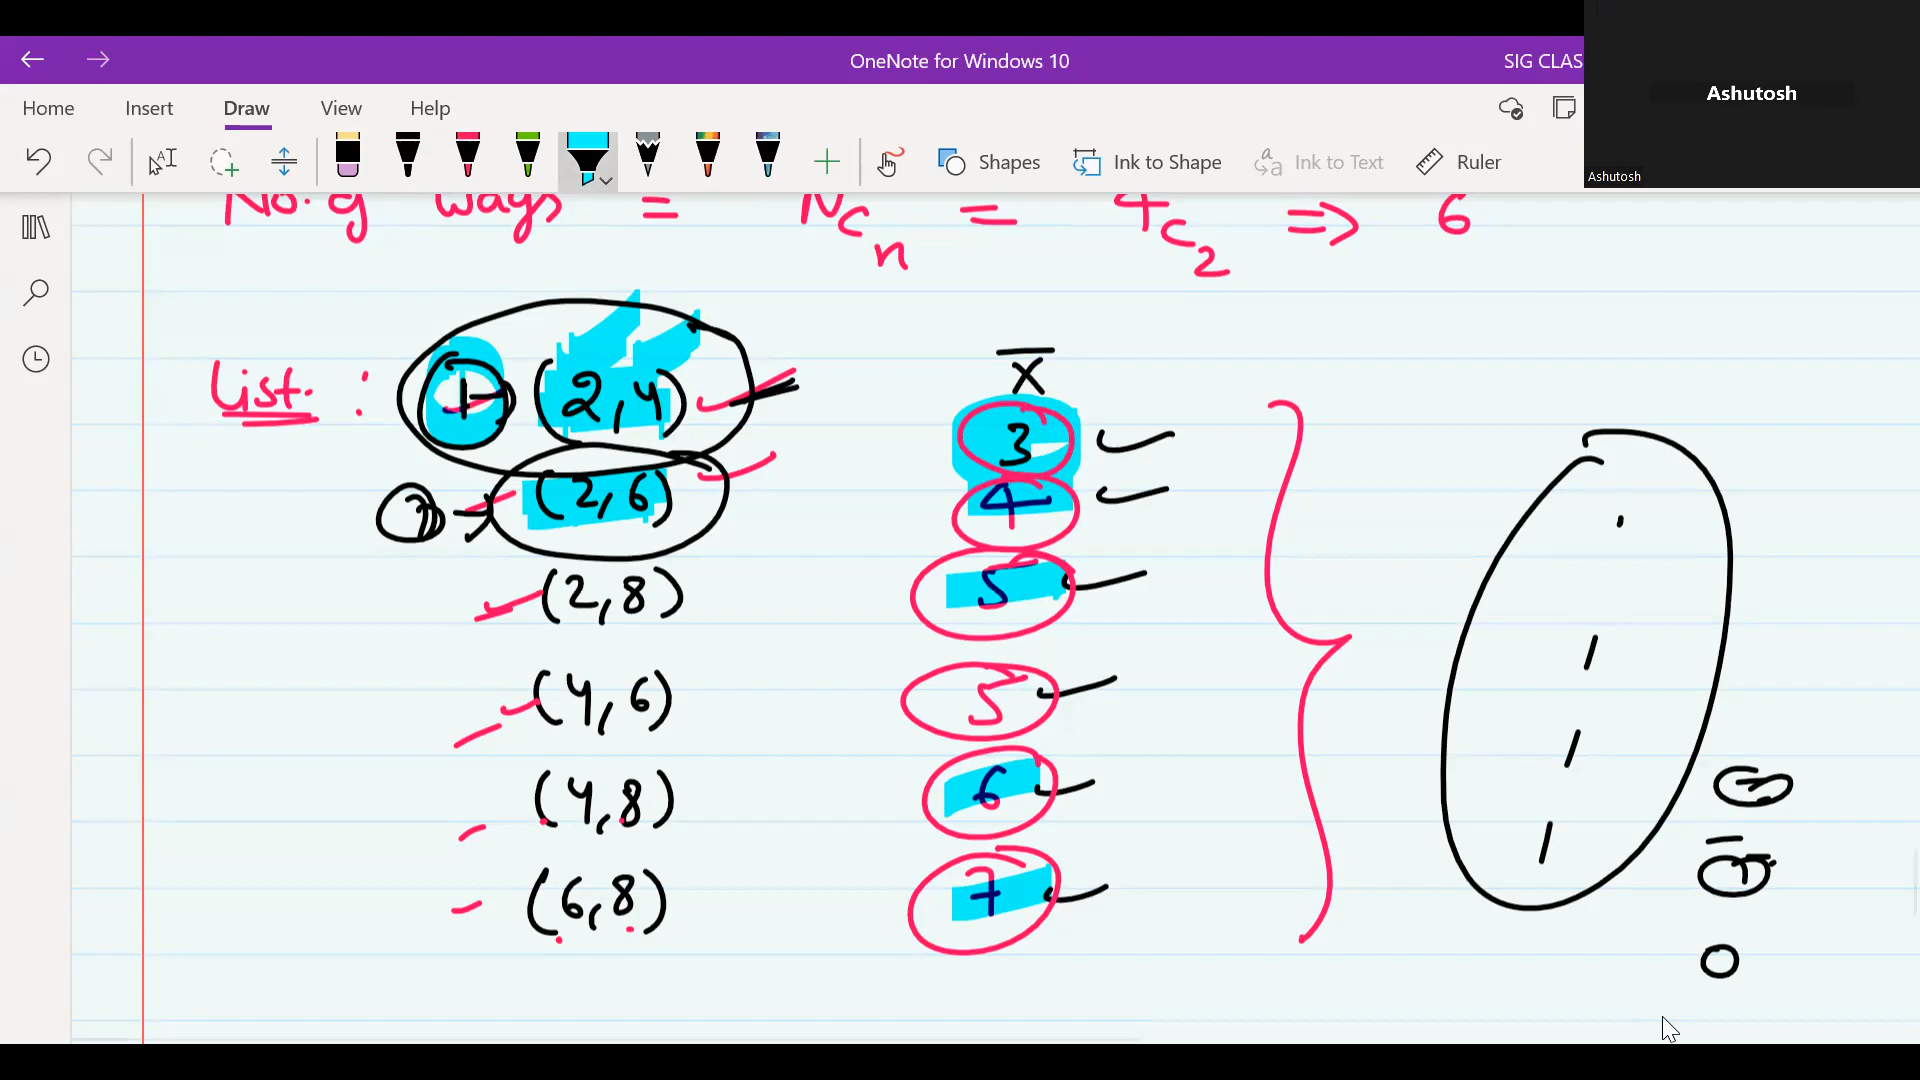 OneNote for Windows 10
SIG CLAS
Ashutosh
Home Insert Draw View Help
Shapes Ink to Shape Ink to Text Ruler
Ashutosh
No. of ways = NCn = 4C2 => 6
List : 1→ (2,4) X̄
3
2→ (2,6) 4
(2,8) 5
(4,6) 5
(4,8) 6
(6,8) 7